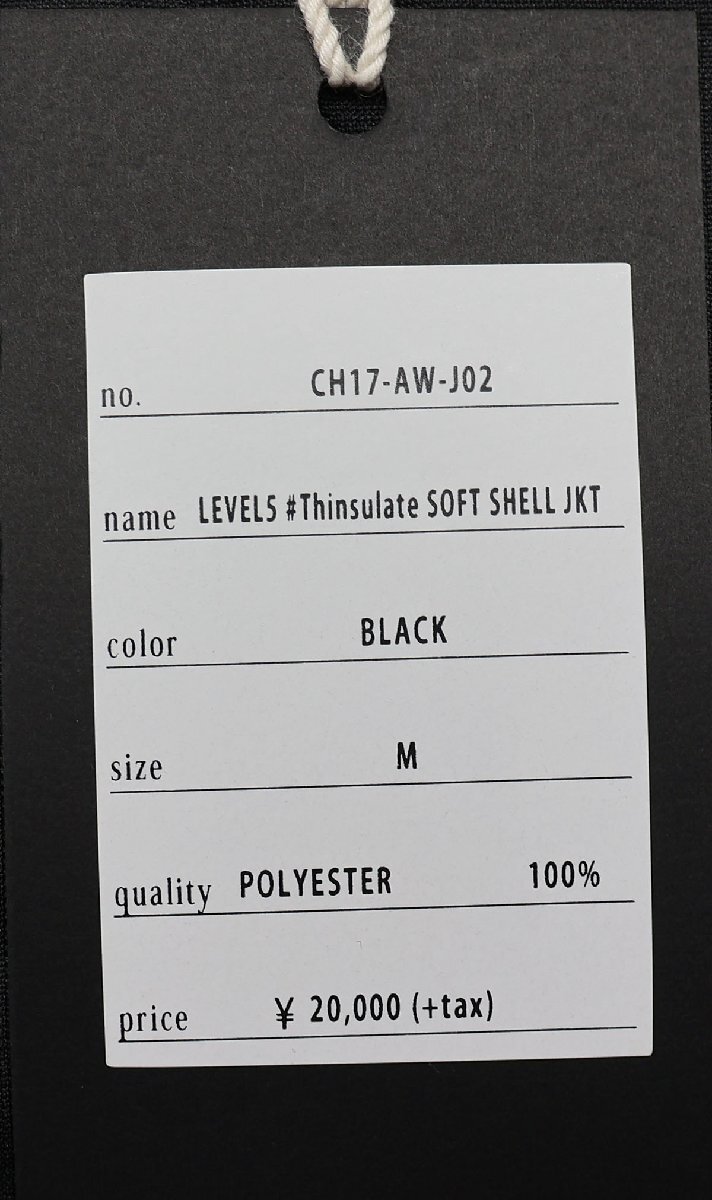 no. CH17-AW-J02
name LEVEL5 #Thinsulate SOFT SHELL JKT
color BLACK
size M
quality POLYESTER 100%
price ¥ 20,000 (+tax)